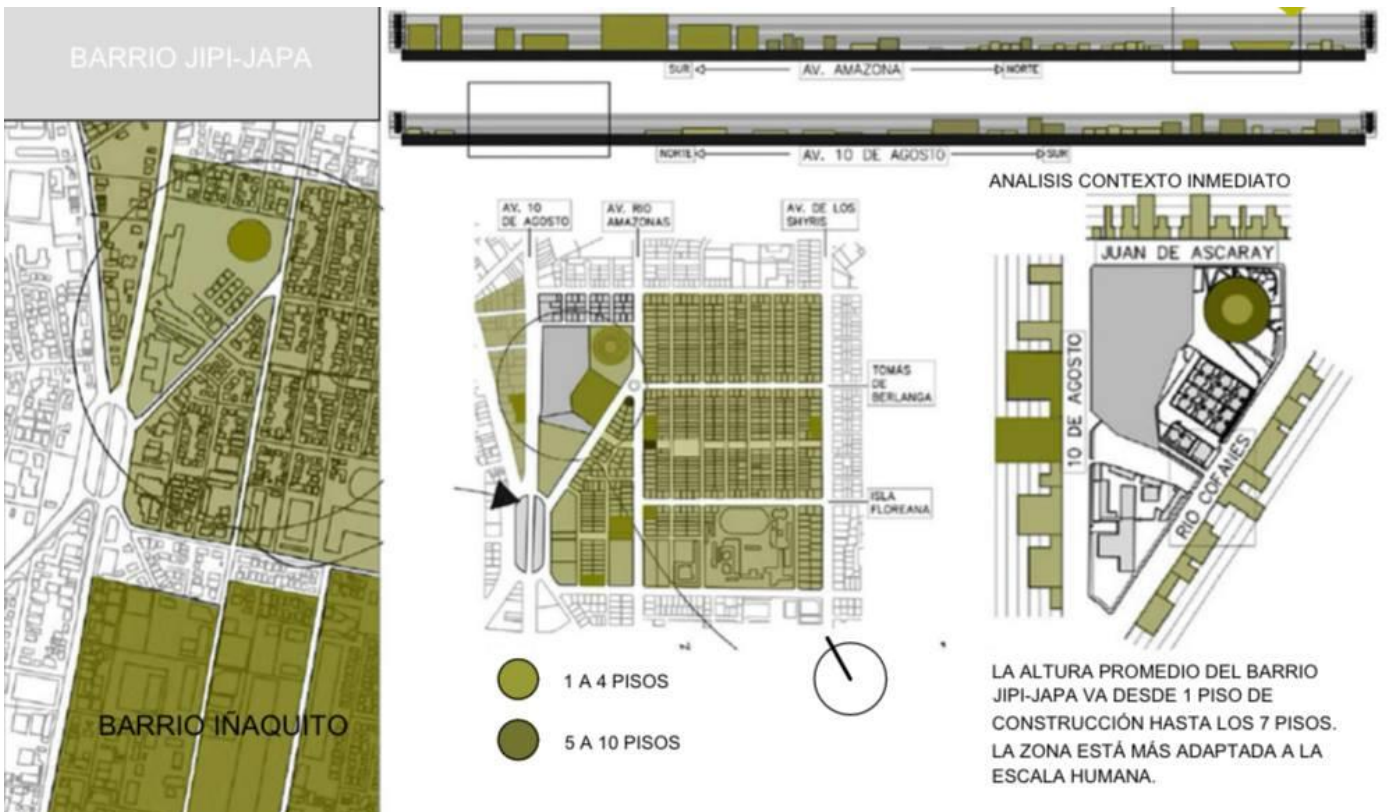 BARRIO JIPI-JAPA
SUR
AV. AMAZONA
NORTE
NORTE
AV. 10 DE AGOSTO
SUR
ANALISIS CONTEXTO INMEDIATO
AV. 10
DE AGOSTO
AV. RIO
AMAZONAS
AV. DE LOS
SHYRIS
JUAN DE ASCARAY
10 DE AGOSTO
RIO COFANES
TOMÁS
DE
BERLANGA
ISLA
FLOREANA
BARRIO IÑAQUITO
1 A 4 PISOS
5 A 10 PISOS
LA ALTURA PROMEDIO DEL BARRIO
JIPI-JAPA VA DESDE 1 PISO DE
CONSTRUCCIÓN HASTA LOS 7 PISOS.
LA ZONA ESTÁ MÁS ADAPTADA A LA
ESCALA HUMANA.